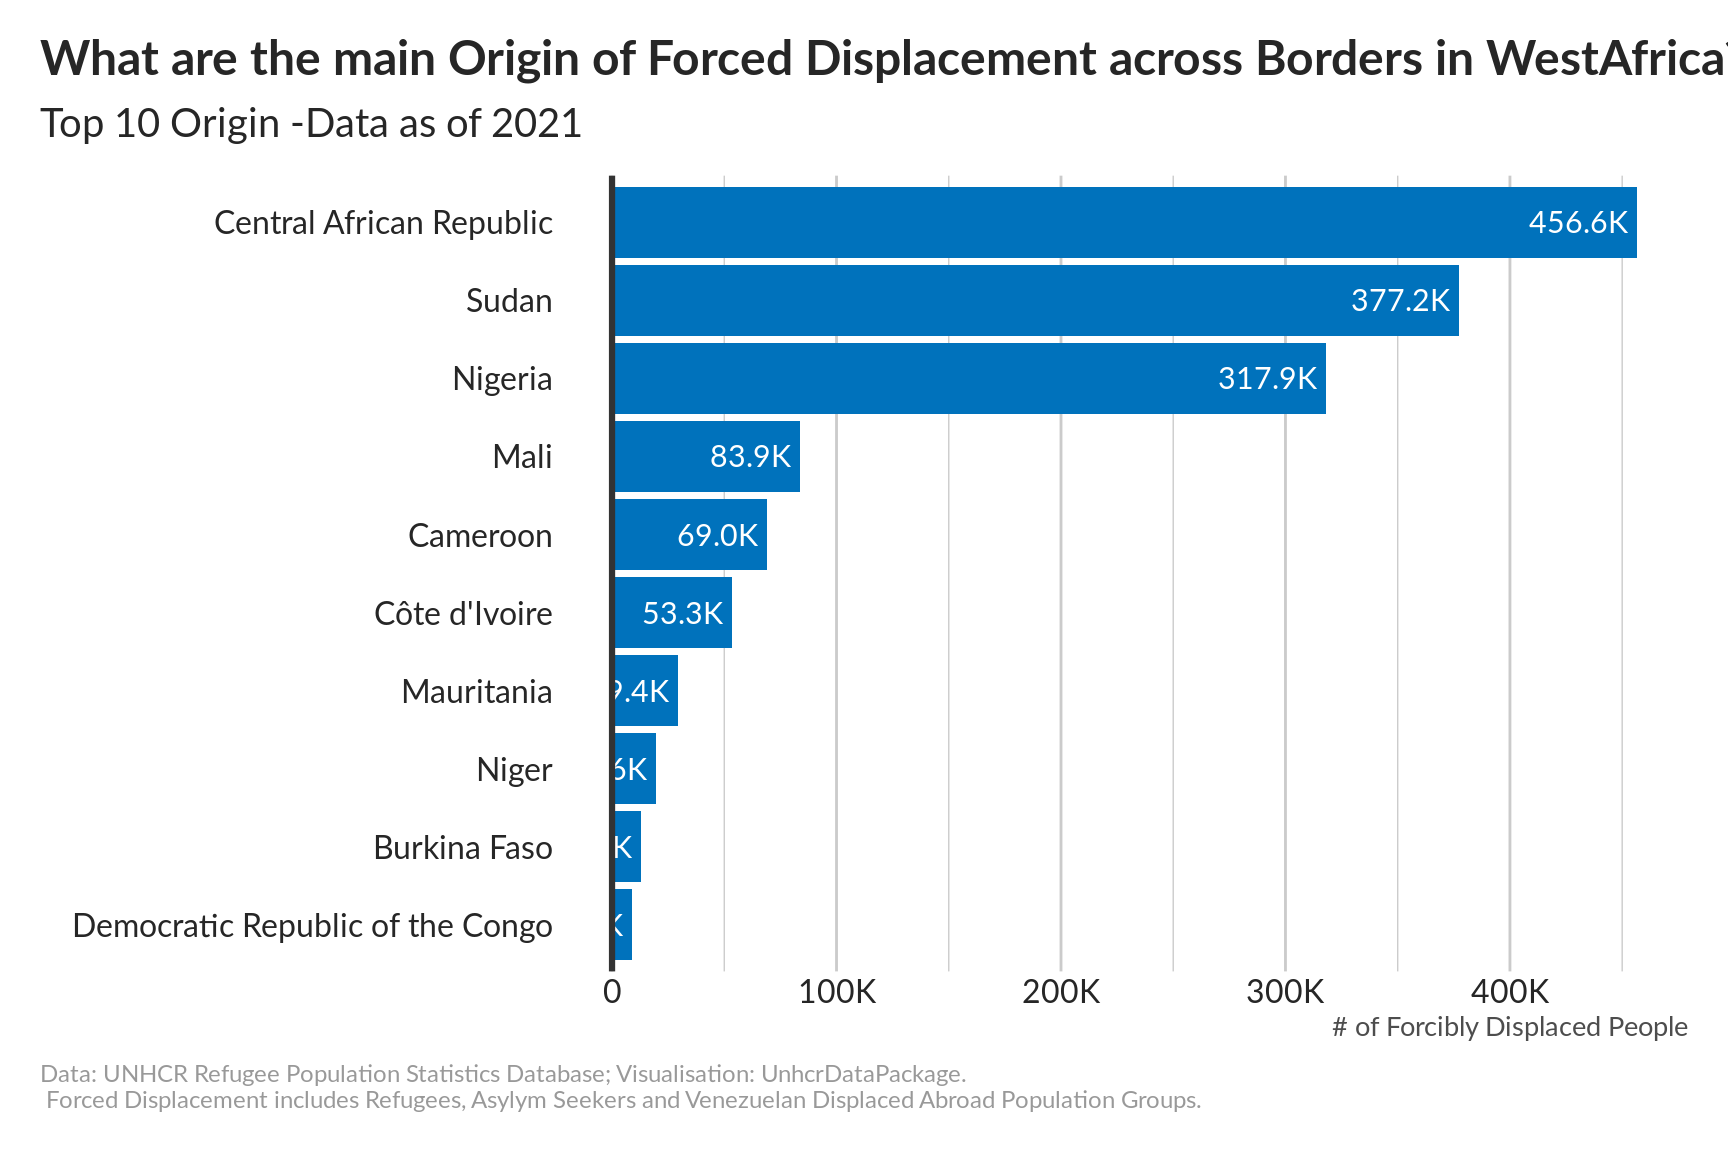 What are the main Origin of Forced Displacement across Borders in WestAfrica
Top 10 Origin -Data as of 2021
Central African Republic
456.6K
Sudan
377.2K
Nigeria
317.9K
Mali
83.9K
Cameroon
69.0K
Côte d'Ivoire
53.3K
Mauritania
9.4K
Niger
6K
Burkina Faso
K
Democratic Republic of the Congo
K
0 100K 200K 300K 400K
# of Forcibly Displaced People
Data: UNHCR Refugee Population Statistics Database; Visualisation: UnhcrDataPackage.
Forced Displacement includes Refugees, Asylym Seekers and Venezuelan Displaced Abroad Population Groups.